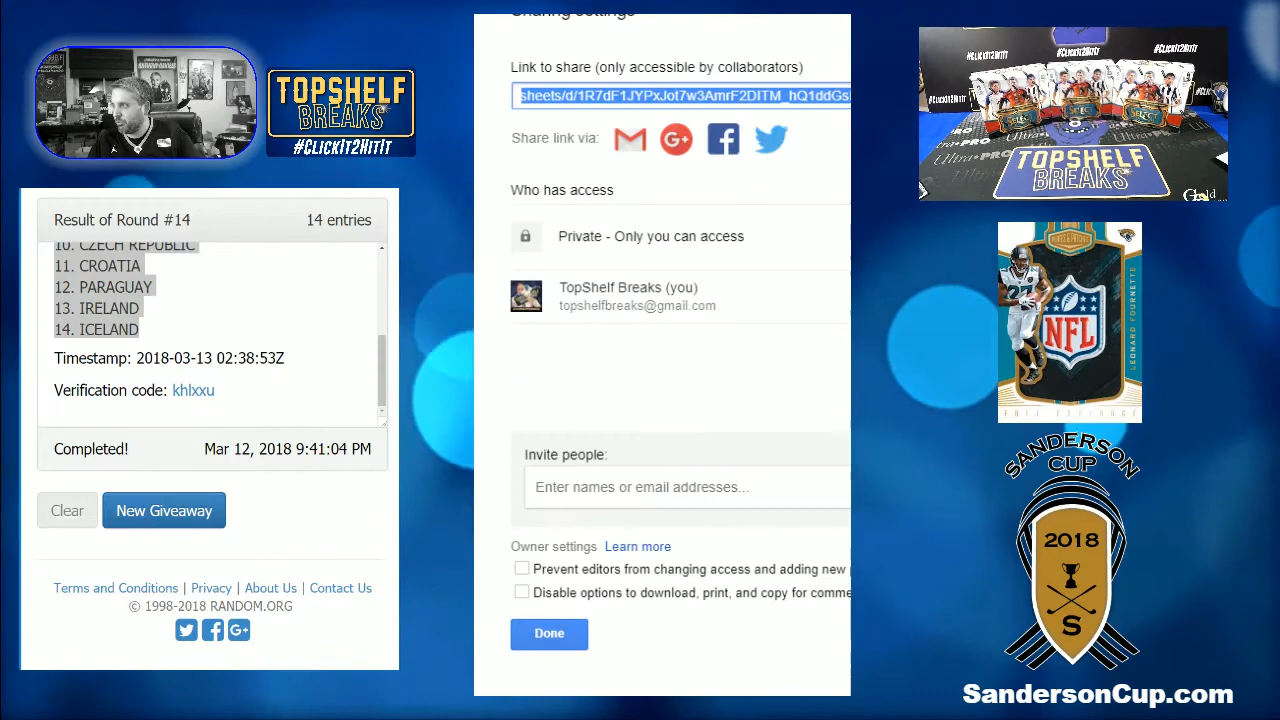 TOPSHELF
BREAKS
#CLICKIT2HITIT
Result of Round #14
14 entries
10. CZECH REPUBLIC
11. CROATIA
12. PARAGUAY
13. IRELAND
14. ICELAND
Timestamp: 2018-03-13 02:38:53Z
Verification code: khlxxu
Completed!
Mar 12, 2018 9:41:04 PM
Clear
New Giveaway
Terms and Conditions | Privacy | About Us | Contact Us
© 1998-2018 RANDOM.ORG
Sharing settings
Link to share (only accessible by collaborators)
Share link via:
Who has access
Private - Only you can access
TopShelf Breaks (you)
topshelfbreaks@gmail.com
Invite people:
Enter names or email addresses...
Owner settings Learn more
Prevent editors from changing access and adding new
Disable options to download, print, and copy for comme
Done
#CLICKIT2HITIT
SELECT
TOPSHELF
BREAKS
NFL
LEONARD FOURNETTE
SANDERSON
CUP
2018
S
SandersonCup.com